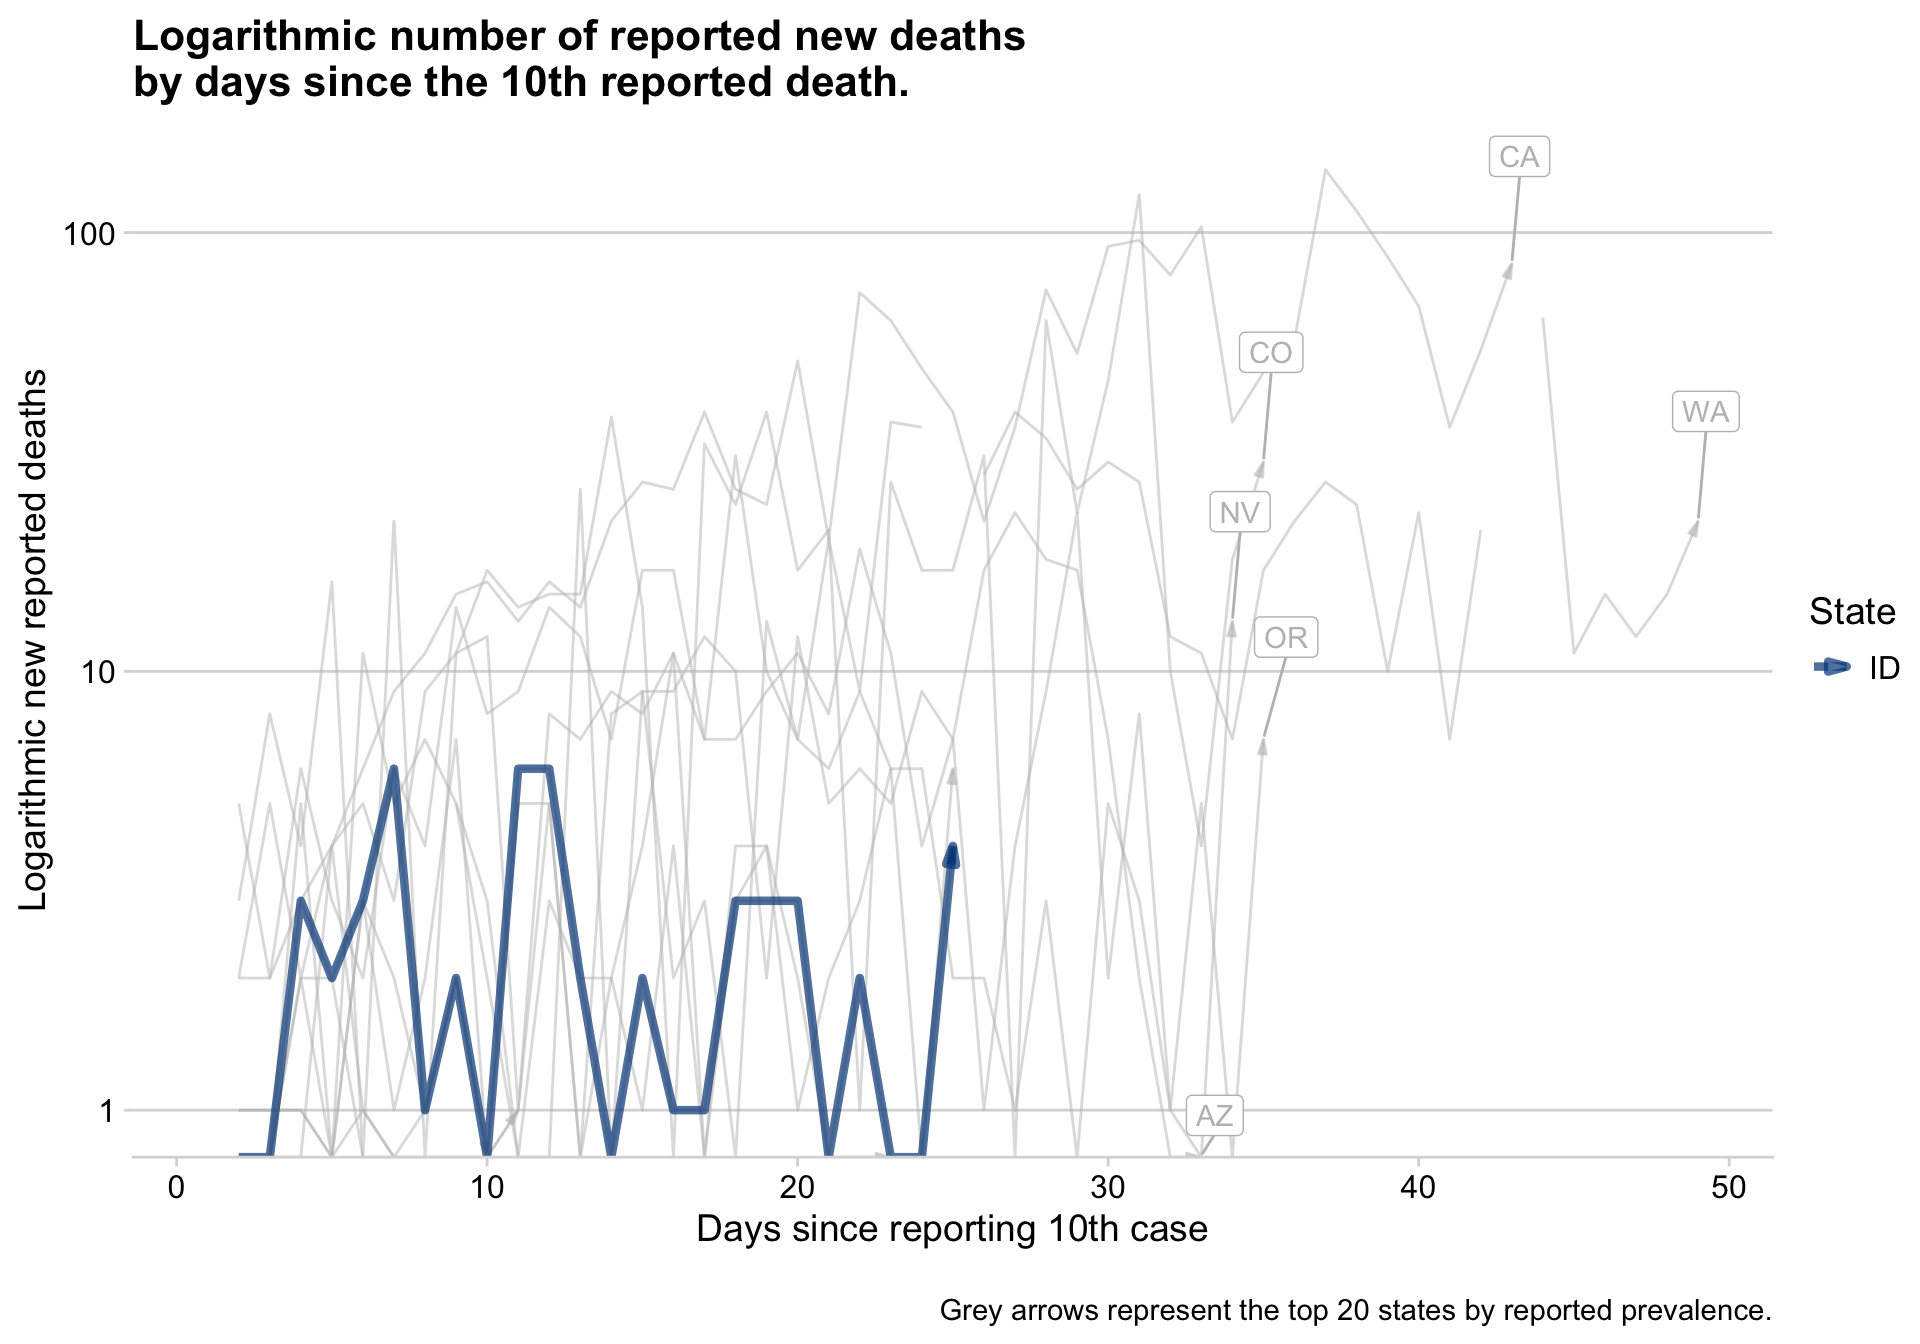 Logarithmic number of reported new deaths
by days since the 10th reported death.
Logarithmic new reported deaths
100
10
1
CA
CO
WA
NV
OR
AZ
State
ID
0 10 20 30 40 50
Days since reporting 10th case
Grey arrows represent the top 20 states by reported prevalence.